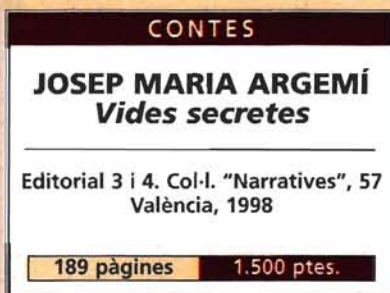 CONTES
JOSEP MARIA ARGEMÍ
Vides secretes
Editorial 3 i 4. Col·l. "Narratives", 57
València, 1998
189 pàgines 1.500 ptes.